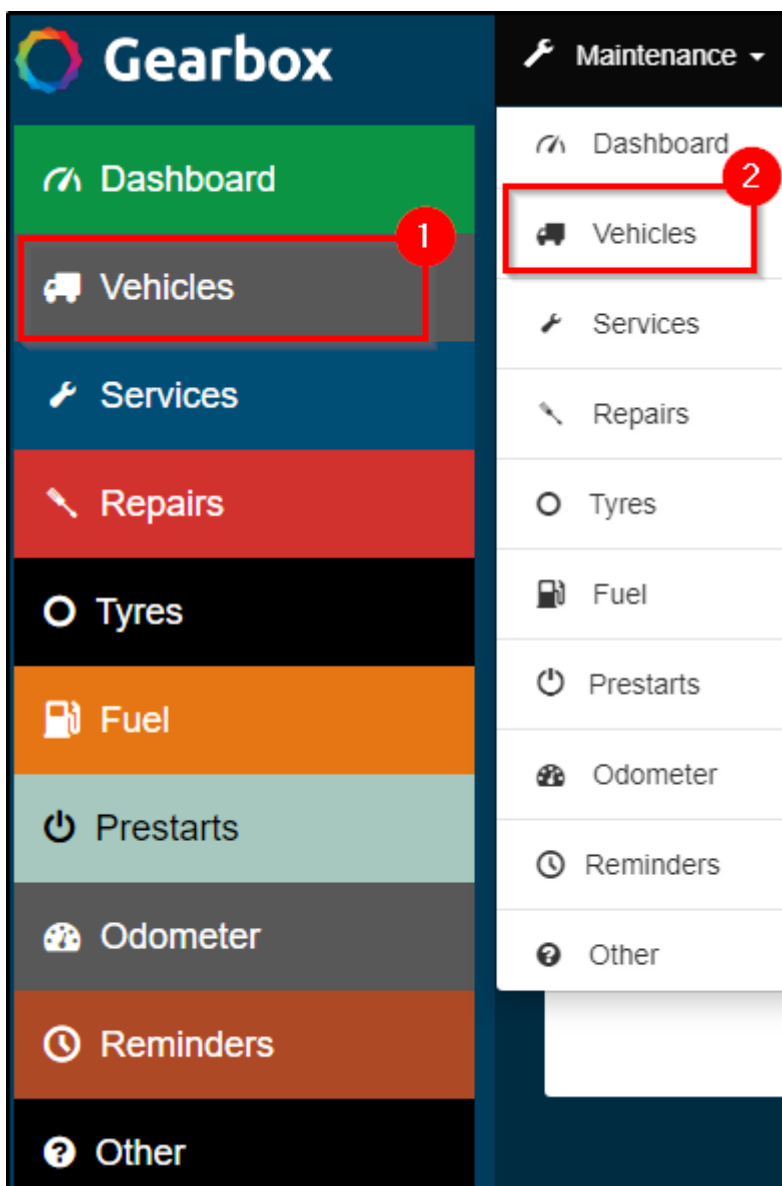 Gearbox
Dashboard
1
Vehicles
Services
Repairs
Tyres
Fuel
Prestarts
Odometer
Reminders
Other
Maintenance
Dashboard
2
Vehicles
Services
Repairs
Tyres
Fuel
Prestarts
Odometer
Reminders
Other